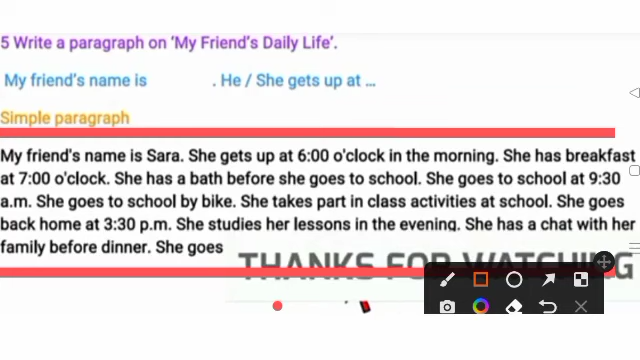 5 Write a paragraph on ‘My Friend’s Daily Life’.
My friend’s name is . He / She gets up at ...
Simple paragraph
My friend's name is Sara. She gets up at 6:00 o'clock in the morning. She has breakfast
at 7:00 o'clock. She has a bath before she goes to school. She goes to school at 9:30
a.m. She goes to school by bike. She takes part in class activities at school. She goes
back home at 3:30 p.m. She studies her lessons in the evening. She has a chat with her
family before dinner. She goes
THANKS FOR WATCHING